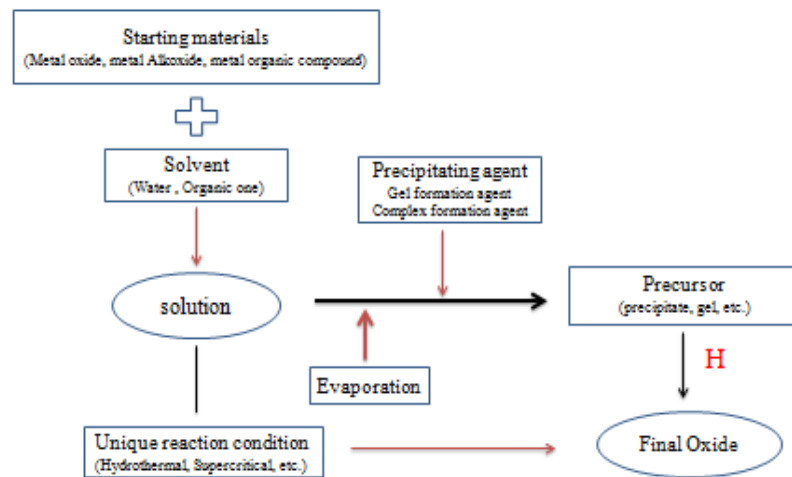 Starting materials
(Metal oxide, metal Alkoxide, metal organic compound)
Solvent
(Water , Organic one)
Precipitating agent
Gel formation agent
Complex formation agent
solution
Precursor
(precipitate, gel, etc.)
H
Evaporation
Unique reaction condition
(Hydrothermal, Supercritical, etc.)
Final Oxide